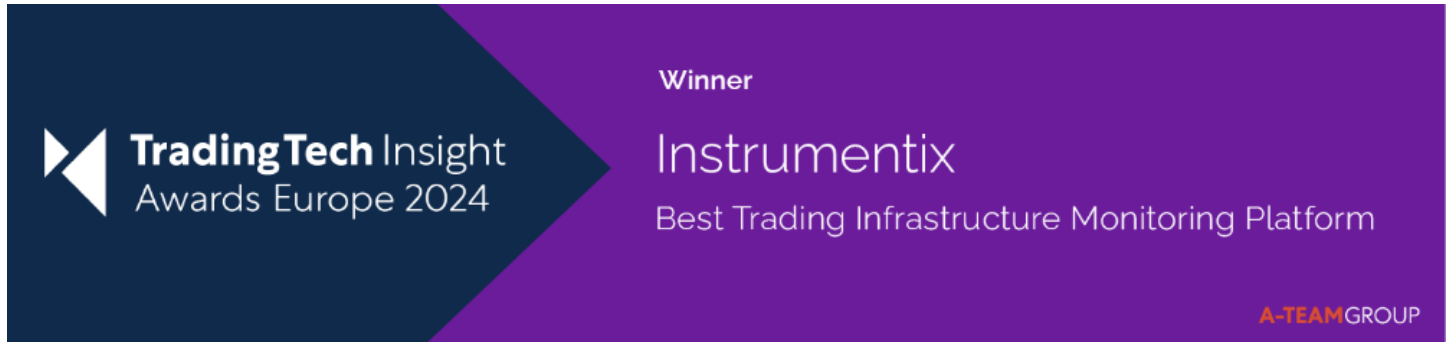 TradingTech Insight
Awards Europe 2024
Winner
Instrumentix
Best Trading Infrastructure Monitoring Platform
A-TEAMGROUP